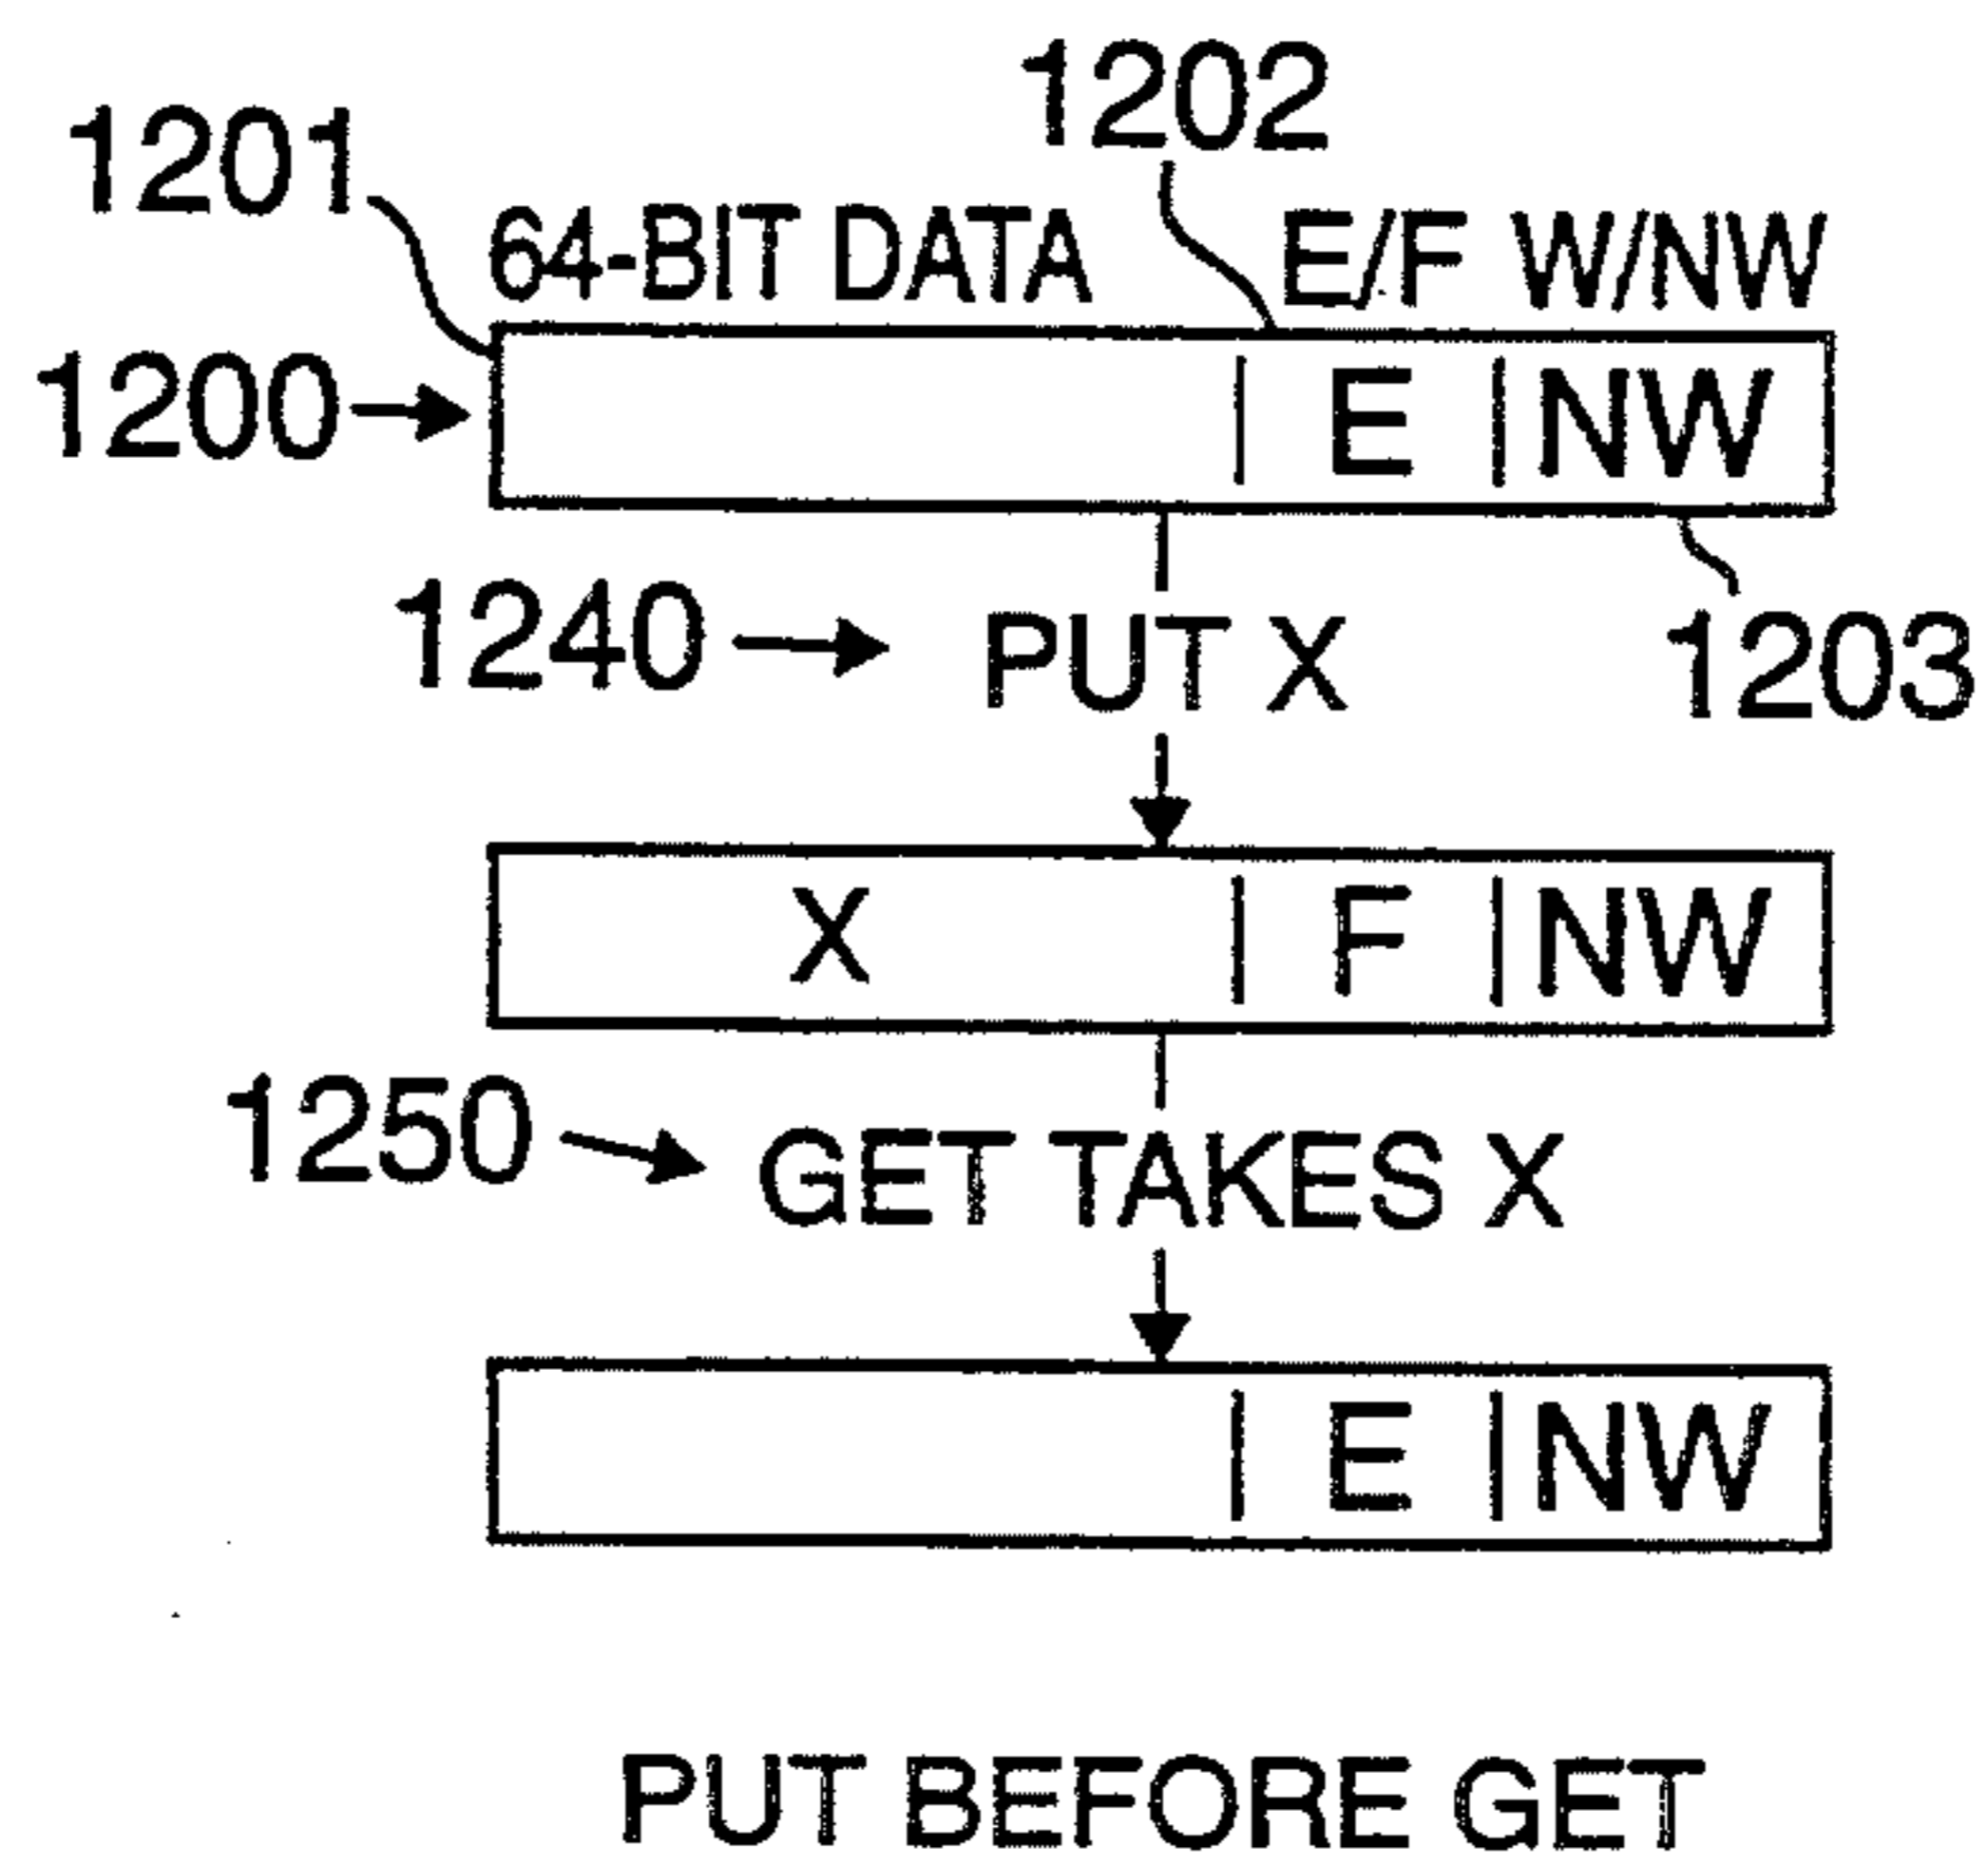 1202
1201
64-BIT DATA E/F W/NW
1200 E NW
1240 PUT X 1203
X F NW
1250 GET TAKES X
E NW
PUT BEFORE GET